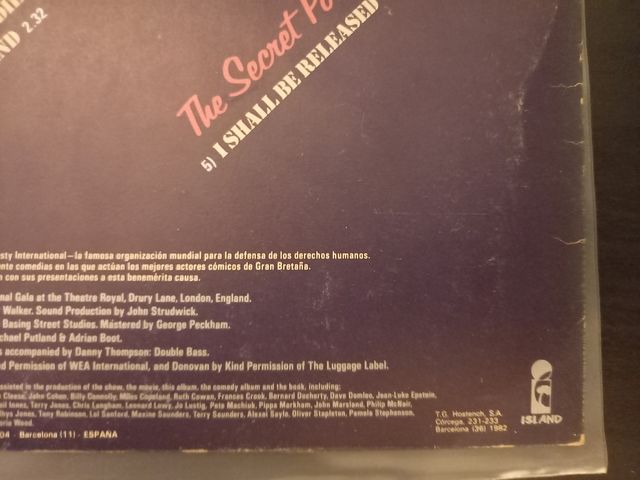 2.32
The Secret Po
5) I SHALL BE RELEASED
sty International—la famosa organización mundial para la defensa de los derechos humanos.
nte comedias en las que actúan los mejores actores cómicos de Gran Bretaña.
n con sus presentaciones a esta benemérita causa.
nal Gala at the Theatre Royal, Drury Lane, London, England.
Walker. Sound Production by John Strudwick.
Basing Street Studios. Mastered by George Peckham.
chael Putland & Adrian Boot.
s accompanied by Danny Thompson: Double Bass.
d Permission of WEA International, and Donovan by Kind Permission of The Luggage Label.
ssisted in the production of the show, the movie, this album, the comedy album and the book, including:
Cleese, John Cohen, Billy Connolly, Miles Copeland, Ruth Cowan, Frances Crook, Bernard Docherty, Dave Domleo, Jean-Luke Epstein,
eil Innes, Terry Jones, Chris Langham, Leonard Lewy, Jo Lustig, Pete Machiuk, Pippa Markham, John Marsland, Philip McNair,
Rhys Jones, Tony Robinson, Lol Sanford, Maxine Saunders, Terry Saunders, Alexei Sayle, Oliver Stapleton, Pamela Stephenson,
oria Wood.
04 - Barcelona (11) - ESPAÑA
T.G. Hostench, S.A.
Córcega, 231-233
Barcelona (36) 1982
ISLAND